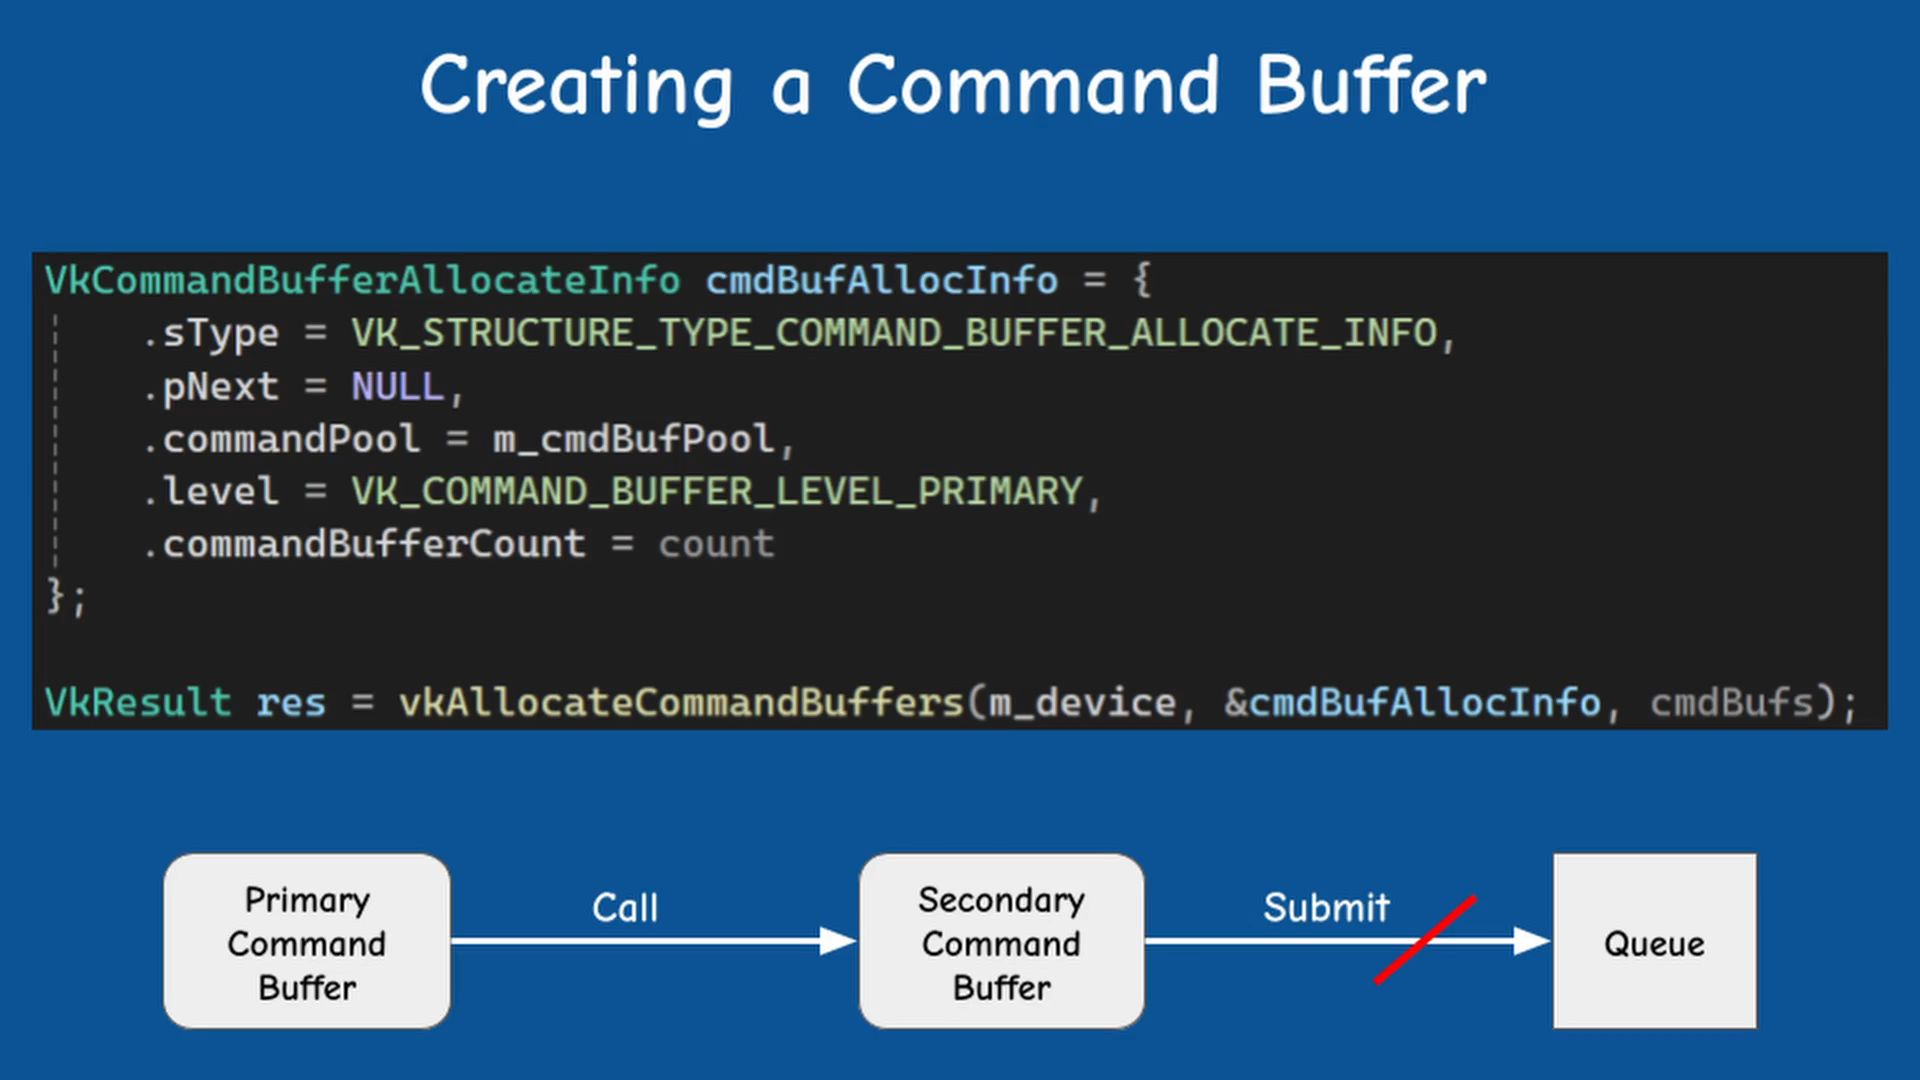 Creating a Command Buffer
VkCommandBufferAllocateInfo cmdBufAllocInfo = {
.sType = VK_STRUCTURE_TYPE_COMMAND_BUFFER_ALLOCATE_INFO,
.pNext = NULL,
.commandPool = m_cmdBufPool,
.level = VK_COMMAND_BUFFER_LEVEL_PRIMARY,
.commandBufferCount = count
};
VkResult res = vkAllocateCommandBuffers(m_device, &cmdBufAllocInfo, cmdBufs);
Primary
Command
Buffer
Call
Secondary
Command
Buffer
Submit
Queue